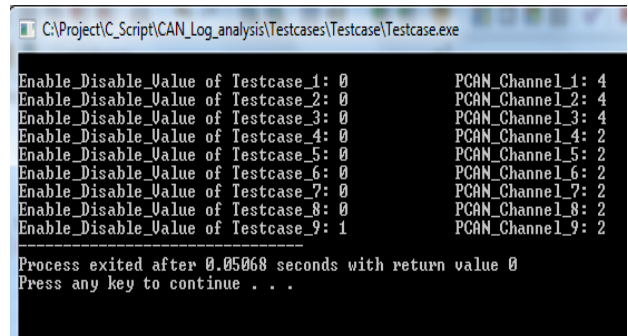 C:\Project\C_Script\CAN_Log_analysis\Testcases\Testcase\Testcase.exe
Enable_Disable_Value of Testcase_1: 0 PCAN_Channel_1: 4
Enable_Disable_Value of Testcase_2: 0 PCAN_Channel_2: 4
Enable_Disable_Value of Testcase_3: 0 PCAN_Channel_3: 4
Enable_Disable_Value of Testcase_4: 0 PCAN_Channel_4: 2
Enable_Disable_Value of Testcase_5: 0 PCAN_Channel_5: 2
Enable_Disable_Value of Testcase_6: 0 PCAN_Channel_6: 2
Enable_Disable_Value of Testcase_7: 0 PCAN_Channel_7: 2
Enable_Disable_Value of Testcase_8: 0 PCAN_Channel_8: 2
Enable_Disable_Value of Testcase_9: 1 PCAN_Channel_9: 2
--------------------------------
Process exited after 0.05068 seconds with return value 0
Press any key to continue . . .